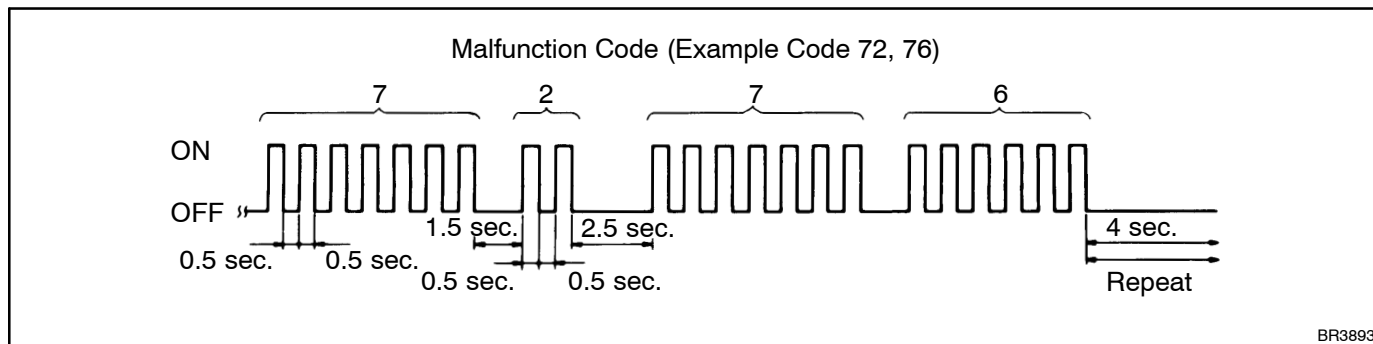 Malfunction Code (Example Code 72, 76)
7 2 7 6
ON
OFF
1.5 sec. 2.5 sec. 4 sec.
0.5 sec. 0.5 sec.
0.5 sec. 0.5 sec. Repeat
BR3893